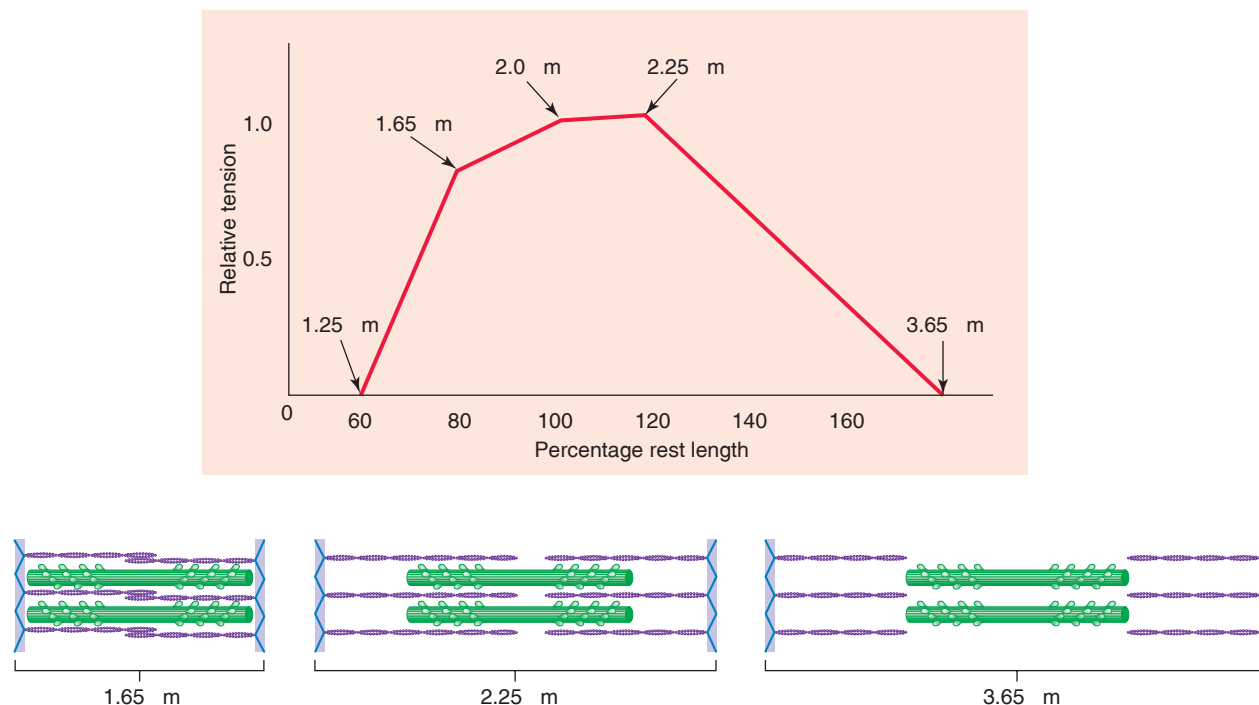 2.0 m
2.25 m
1.65 m
1.0
Relative tension
0.5
1.25 m
3.65 m
0
60
80
100
120
140
160
Percentage rest length
1.65 m
2.25 m
3.65 m